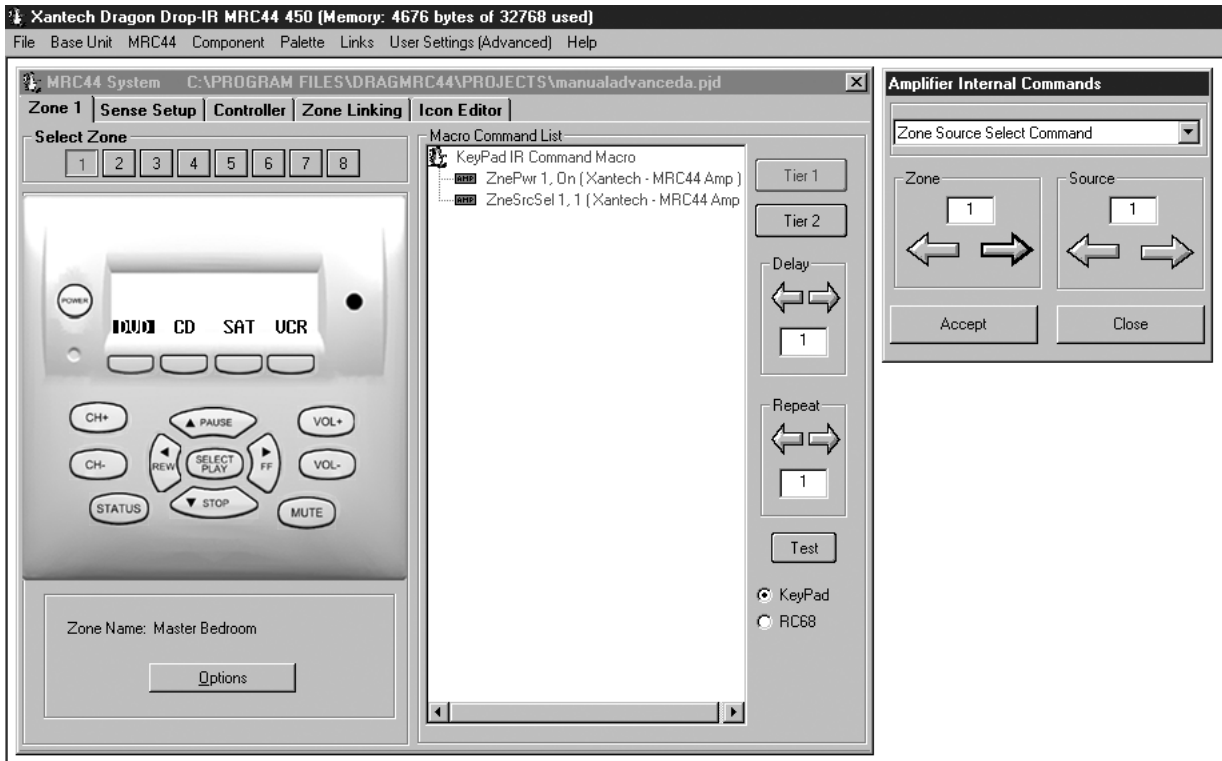 Xantech Dragon Drop-IR MRC44 450 (Memory: 4676 bytes of 32768 used)
File Base Unit MRC44 Component Palette Links User Settings (Advanced) Help
MRC44 System C:\PROGRAM FILES\DRAGMRC44\PROJECTS\manualadvanceda.pjd
Zone 1 Sense Setup Controller Zone Linking Icon Editor
Select Zone
1 2 3 4 5 6 7 8
POWER
DVD CD SAT VCR
CH+ PAUSE VOL+
CH- REW SELECT PLAY FF VOL-
STATUS STOP MUTE
Zone Name: Master Bedroom
Options
Macro Command List
KeyPad IR Command Macro
AMP ZnePwr 1, On ( Xantech - MRC44 Amp )
AMP ZneSrcSel 1, 1 ( Xantech - MRC44 Amp
Tier 1
Tier 2
Delay
1
Repeat
1
Test
KeyPad
RC68
Amplifier Internal Commands
Zone Source Select Command
Zone Source
1 1
Accept Close